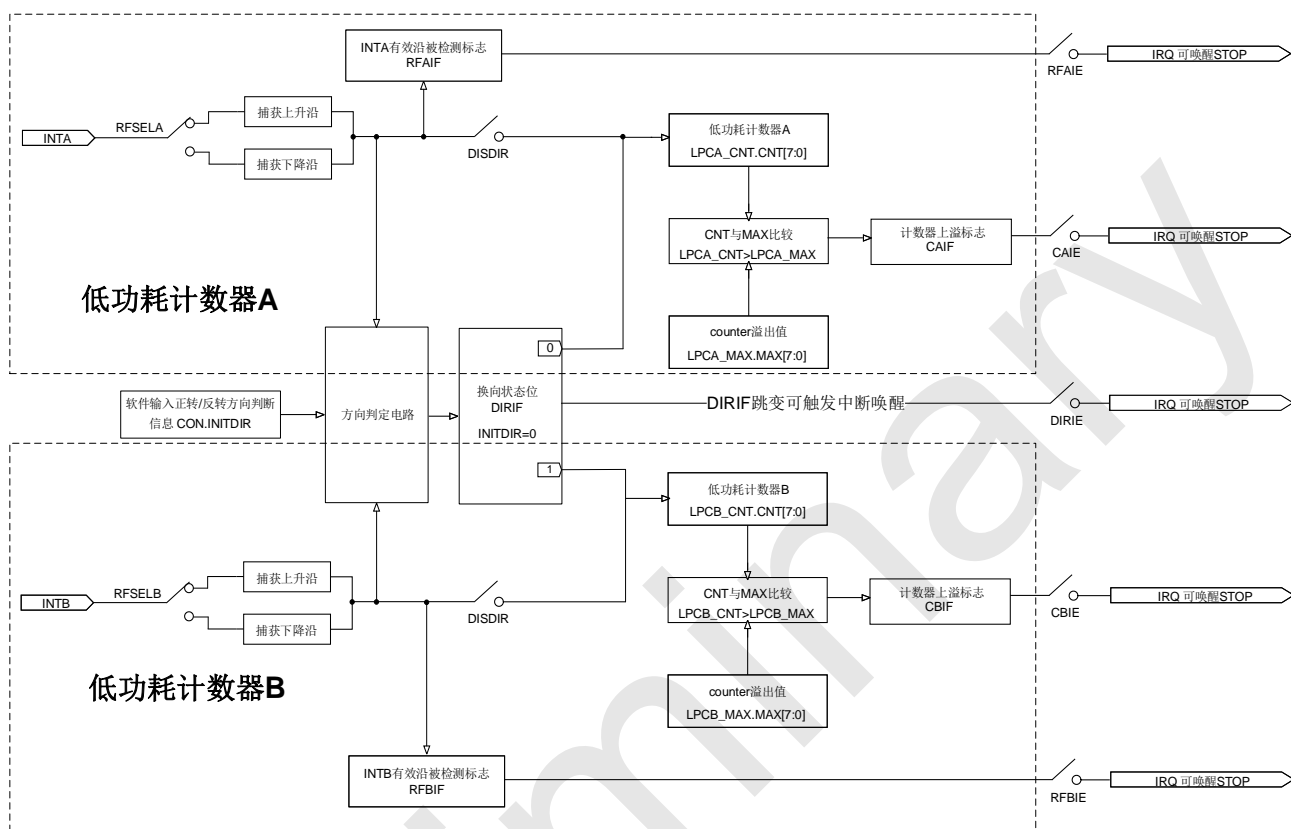 INTA有效沿被检测标志
RFAIF
RFAIE
IRQ 可唤醒STOP
INTA
RFSELA
捕获上升沿
捕获下降沿
DISDIR
低功耗计数器A
LPCA_CNT.CNT[7:0]
CNT与MAX比较
LPCA_CNT>LPCA_MAX
计数器上溢标志
CAIF
CAIE
IRQ 可唤醒STOP
低功耗计数器A
counter溢出值
LPCA_MAX.MAX[7:0]
软件输入正转/反转方向判断
信息 CON.INITDIR
方向判定电路
0
换向状态位
DIRIF
INITDIR=0
1
DIRIF跳变可触发中断唤醒
DIRIE
IRQ 可唤醒STOP
低功耗计数器B
LPCB_CNT.CNT[7:0]
INTB
RFSELB
捕获上升沿
捕获下降沿
DISDIR
CNT与MAX比较
LPCB_CNT>LPCB_MAX
计数器上溢标志
CBIF
CBIE
IRQ 可唤醒STOP
低功耗计数器B
counter溢出值
LPCB_MAX.MAX[7:0]
INTB有效沿被检测标志
RFBIF
RFBIE
IRQ 可唤醒STOP
iminary